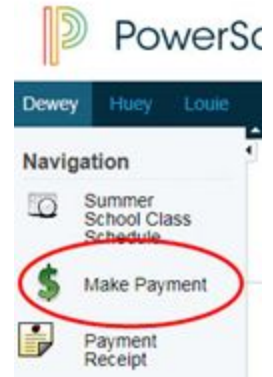 PowerSc
Dewey Huey Louie
Navigation
Summer
School Class
Schedule
Make Payment
Payment
Receipt